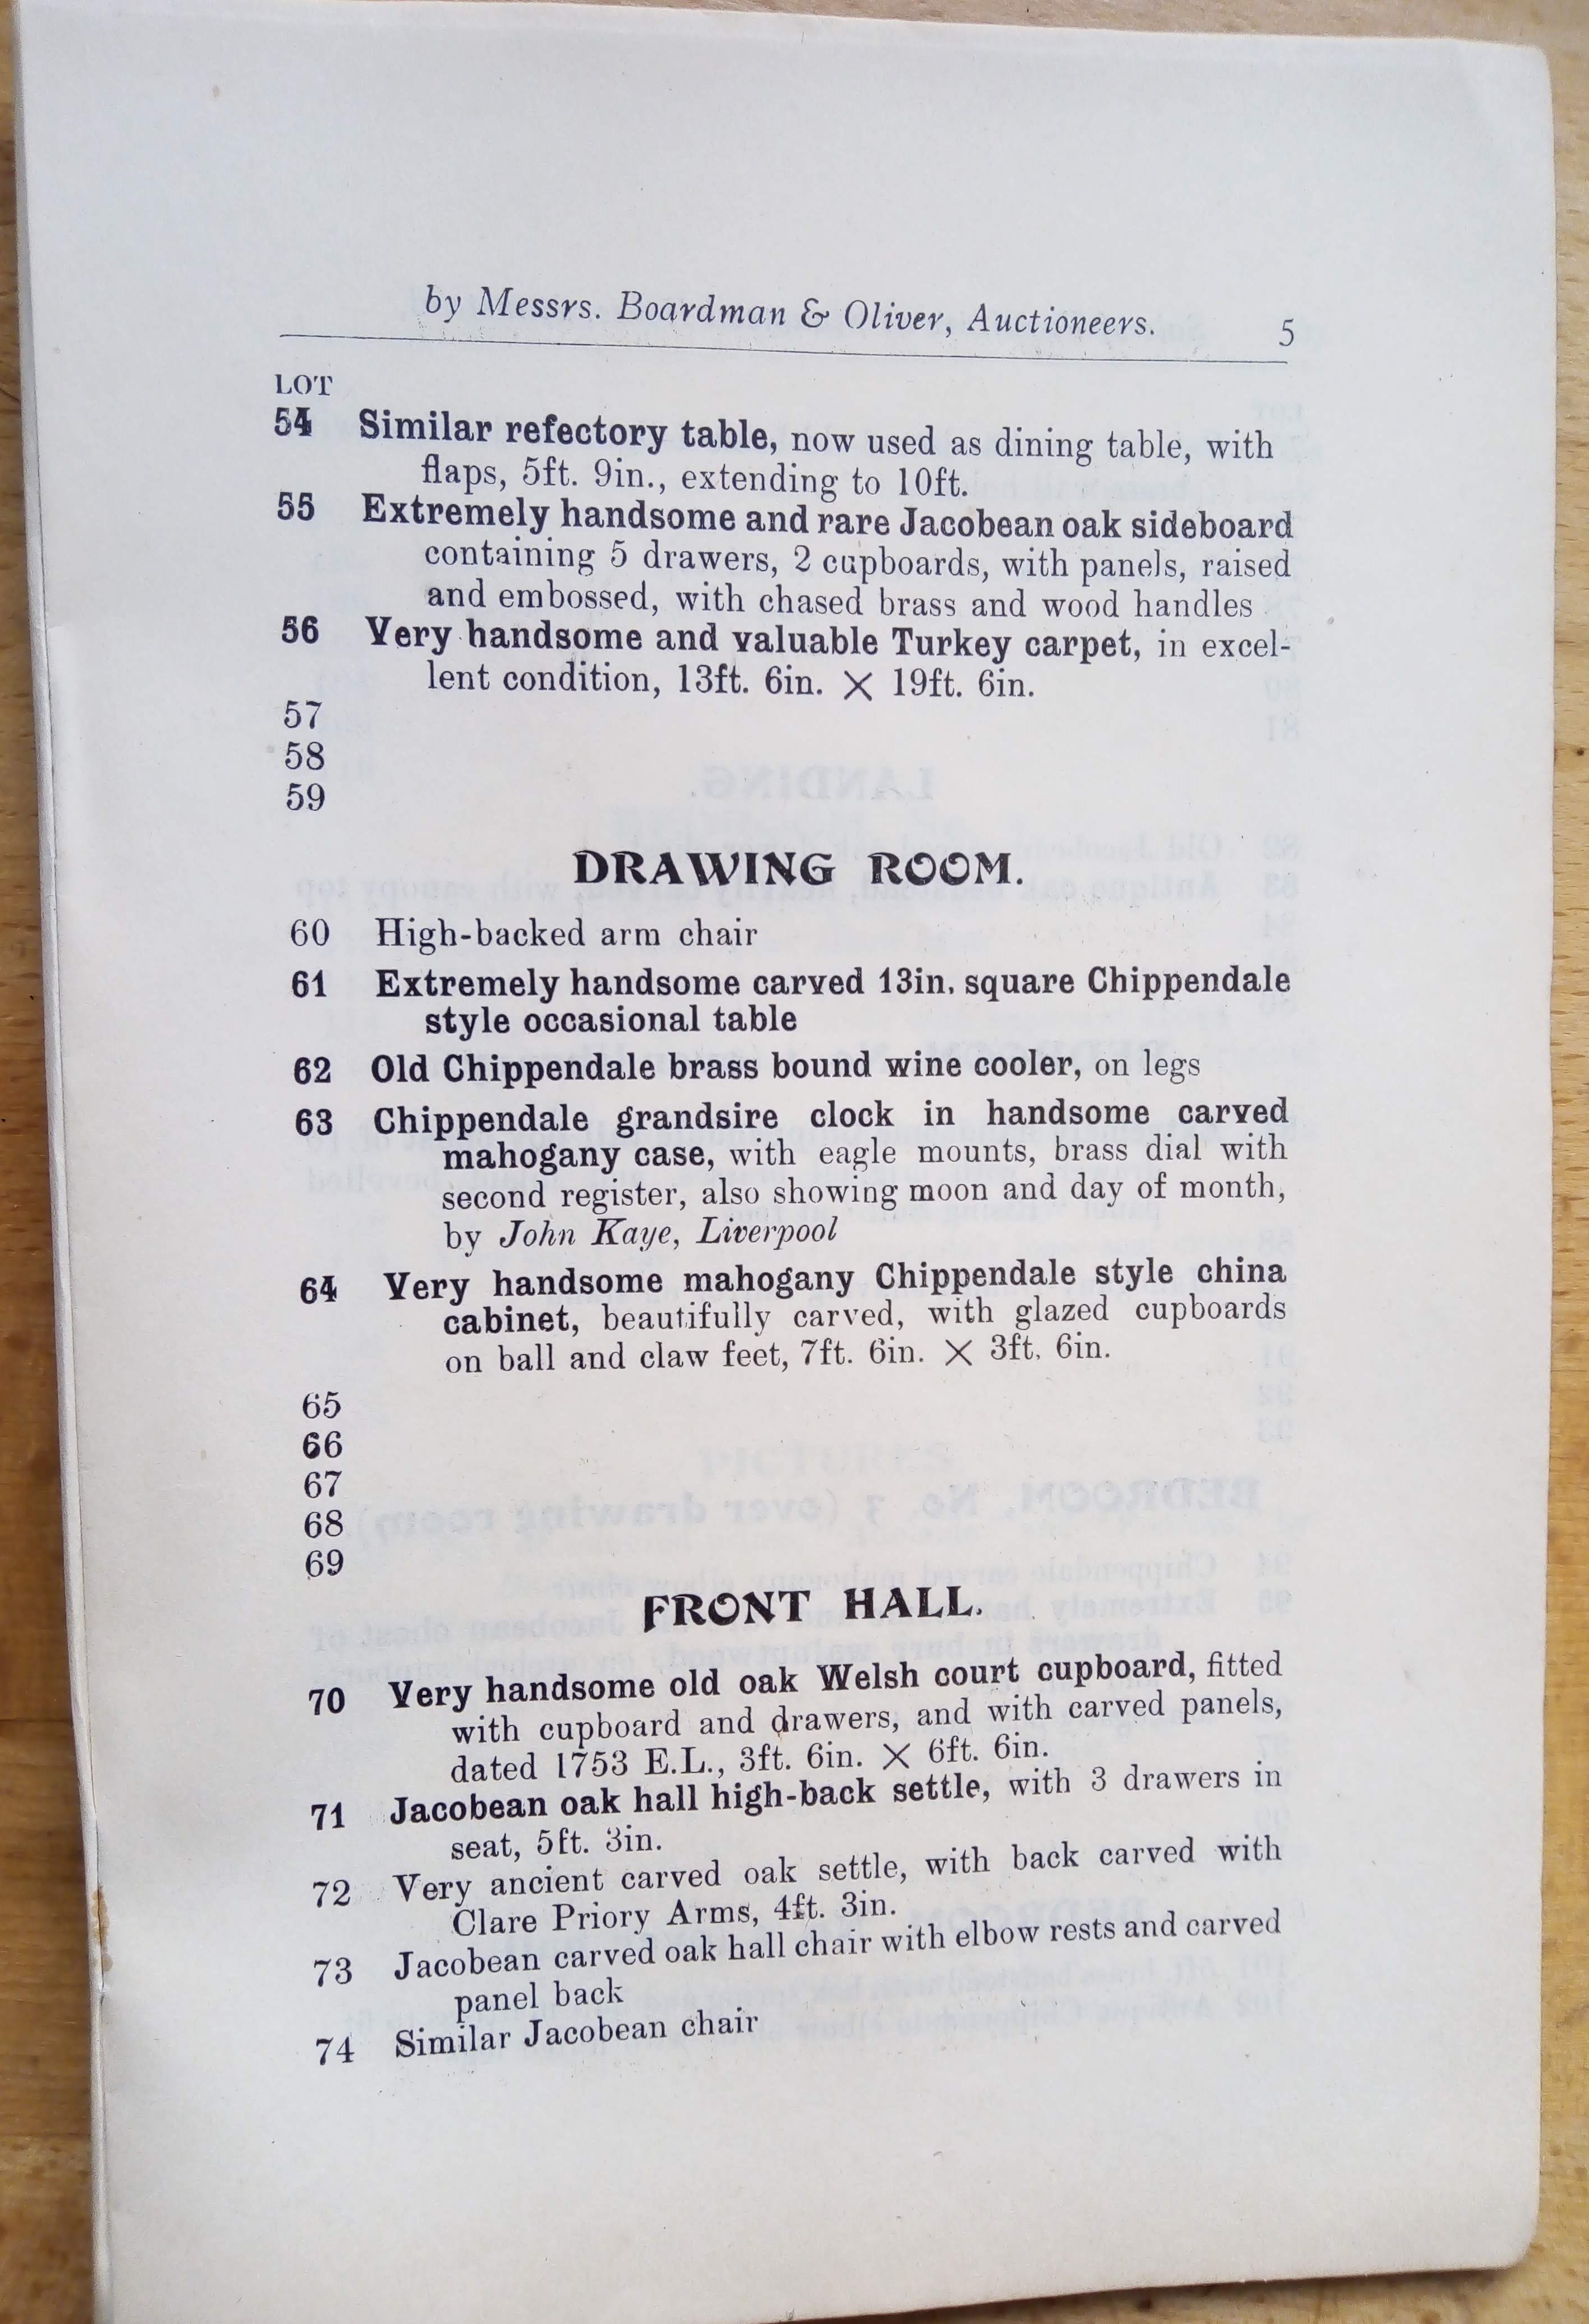 by Messrs. Boardman & Oliver, Auctioneers. 5
LOT
54 Similar refectory table, now used as dining table, with
flaps, 5ft. 9in., extending to 10ft.
55 Extremely handsome and rare Jacobean oak sideboard
containing 5 drawers, 2 cupboards, with panels, raised
and embossed, with chased brass and wood handles
56 Very handsome and valuable Turkey carpet, in excel-
lent condition, 13ft. 6in. × 19ft. 6in.
57
58
59
DRAWING ROOM.
60 High-backed arm chair
61 Extremely handsome carved 13in. square Chippendale
style occasional table
62 Old Chippendale brass bound wine cooler, on legs
63 Chippendale grandsire clock in handsome carved
mahogany case, with eagle mounts, brass dial with
second register, also showing moon and day of month,
by John Kaye, Liverpool
64 Very handsome mahogany Chippendale style china
cabinet, beautifully carved, with glazed cupboards
on ball and claw feet, 7ft. 6in. × 3ft. 6in.
65
66
67
68
69
FRONT HALL.
70 Very handsome old oak Welsh court cupboard, fitted
with cupboard and drawers, and with carved panels,
dated 1753 E.L., 3ft. 6in. × 6ft. 6in.
71 Jacobean oak hall high-back settle, with 3 drawers in
seat, 5ft. 3in.
72 Very ancient carved oak settle, with back carved with
Clare Priory Arms, 4ft. 3in.
73 Jacobean carved oak hall chair with elbow rests and carved
panel back
74 Similar Jacobean chair